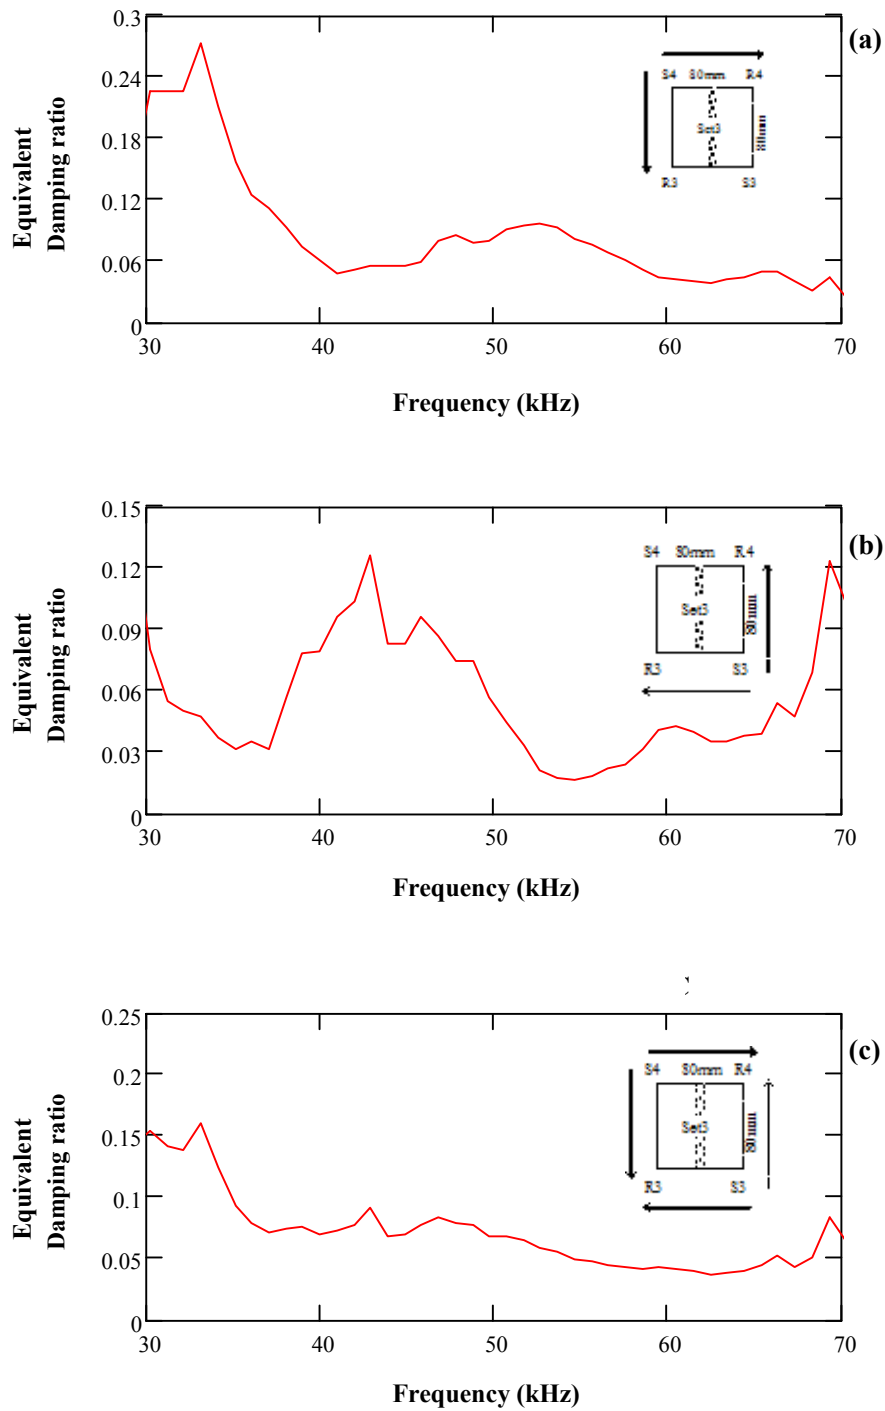 0.3
0.24
0.18
0.12
0.06
0
30
40
50
60
70
Equivalent
Damping ratio
Frequency (kHz)
(a)
S4 80mm R4
Set3
80mm
R3 S3
0.15
0.12
0.09
0.06
0.03
0
30
40
50
60
70
Equivalent
Damping ratio
Frequency (kHz)
(b)
S4 80mm R4
Set3
80mm
R3 S3
0.25
0.2
0.15
0.1
0.05
0
30
40
50
60
70
Equivalent
Damping ratio
Frequency (kHz)
(c)
S4 80mm R4
Set3
80mm
R3 S3